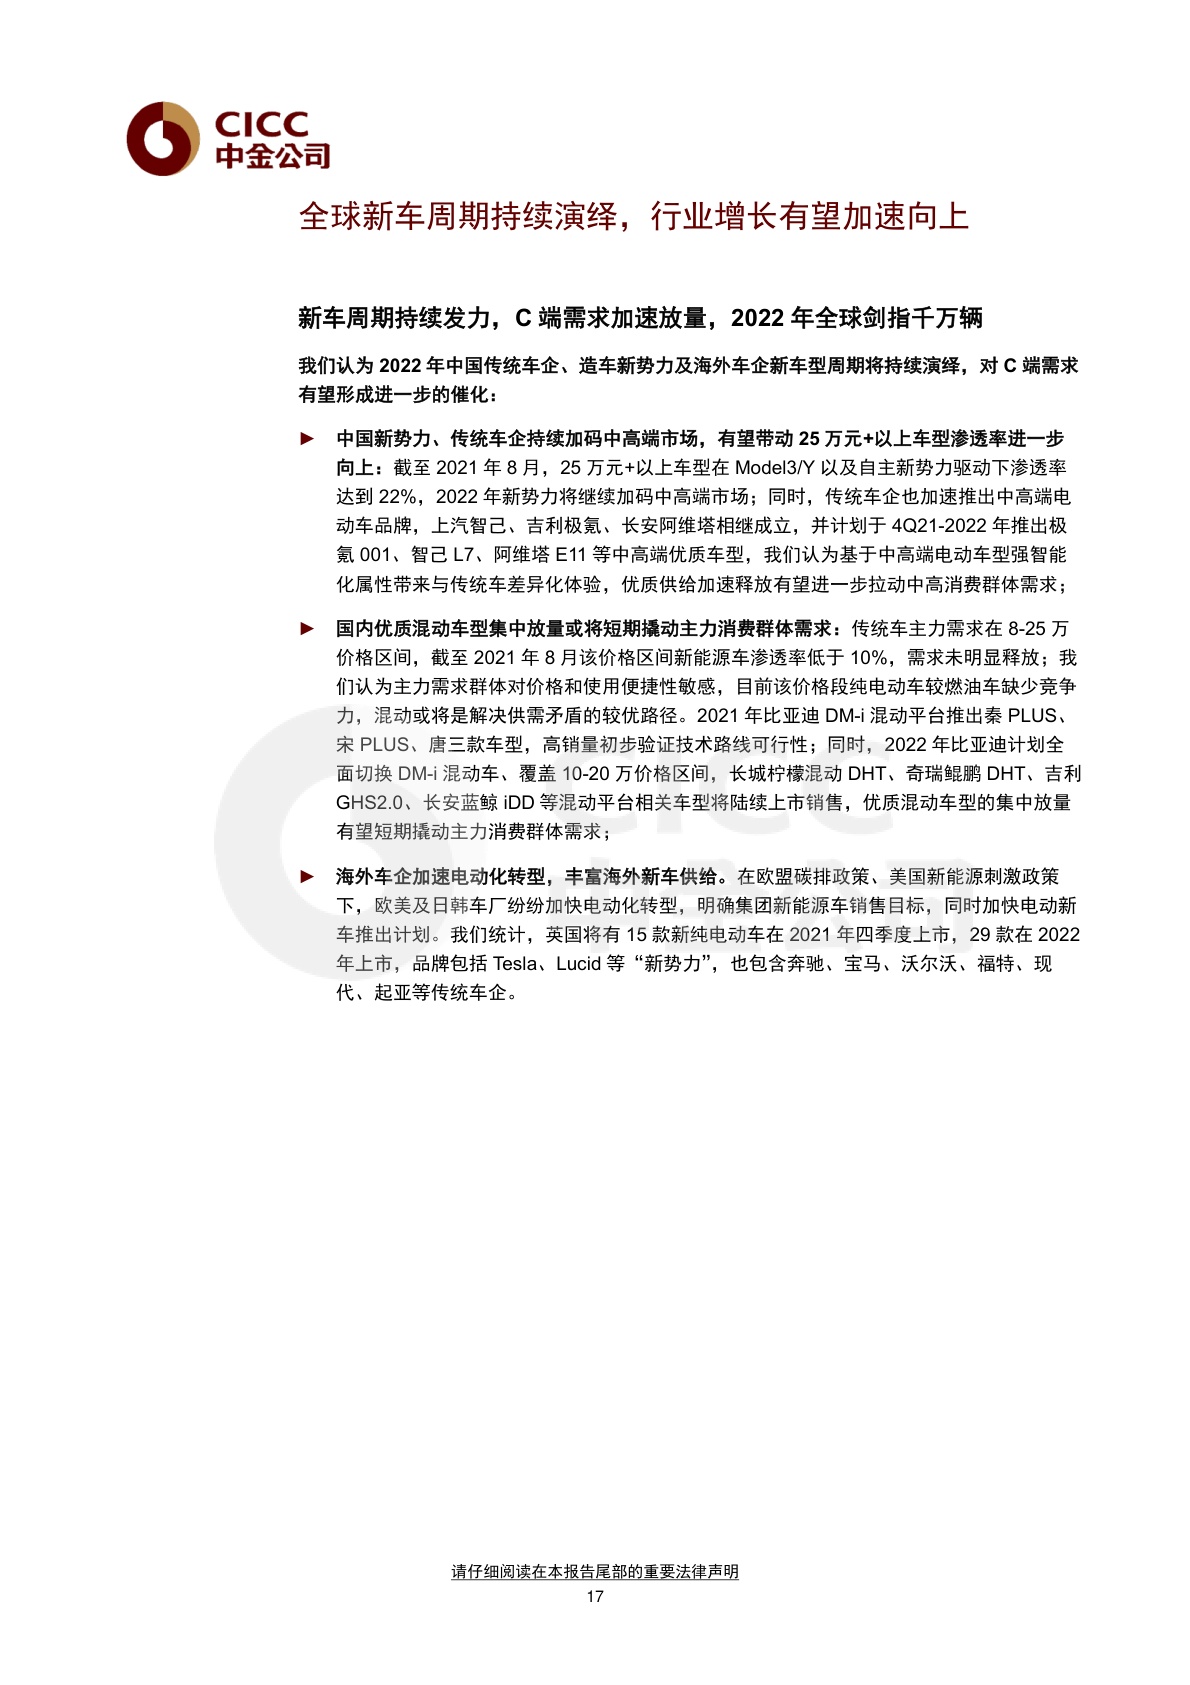 CICC
中金公司
全球新车周期持续演绎，行业增长有望加速向上
新车周期持续发力，C 端需求加速放量，2022 年全球剑指千万辆
我们认为 2022 年中国传统车企、造车新势力及海外车企新车型周期将持续演绎，对 C 端需求
有望形成进一步的催化：
► 中国新势力、传统车企持续加码中高端市场，有望带动 25 万元+以上车型渗透率进一步
向上：截至 2021 年 8 月，25 万元+以上车型在 Model3/Y 以及自主新势力驱动下渗透率
达到 22%，2022 年新势力将继续加码中高端市场；同时，传统车企也加速推出中高端电
动车品牌，上汽智己、吉利极氪、长安阿维塔相继成立，并计划于 4Q21-2022 年推出极
氪 001、智己 L7、阿维塔 E11 等中高端优质车型，我们认为基于中高端电动车型强智能
化属性带来与传统车差异化体验，优质供给加速释放有望进一步拉动中高消费群体需求；
► 国内优质混动车型集中放量或将短期撬动主力消费群体需求：传统车主力需求在 8-25 万
价格区间，截至 2021 年 8 月该价格区间新能源车渗透率低于 10%，需求未明显释放；我
们认为主力需求群体对价格和使用便捷性敏感，目前该价格段纯电动车较燃油车缺少竞争
力，混动或将是解决供需矛盾的较优路径。2021 年比亚迪 DM-i 混动平台推出秦 PLUS、
宋 PLUS、唐三款车型，高销量初步验证技术路线可行性；同时，2022 年比亚迪计划全
面切换 DM-i 混动车、覆盖 10-20 万价格区间，长城柠檬混动 DHT、奇瑞鲲鹏 DHT、吉利
GHS2.0、长安蓝鲸 iDD 等混动平台相关车型将陆续上市销售，优质混动车型的集中放量
有望短期撬动主力消费群体需求；
► 海外车企加速电动化转型，丰富海外新车供给。在欧盟碳排政策、美国新能源刺激政策
下，欧美及日韩车厂纷纷加快电动化转型，明确集团新能源车销售目标，同时加快电动新
车推出计划。我们统计，英国将有 15 款新纯电动车在 2021 年四季度上市，29 款在 2022
年上市，品牌包括 Tesla、Lucid 等“新势力”，也包含奔驰、宝马、沃尔沃、福特、现
代、起亚等传统车企。
CICC
中金公司
请仔细阅读在本报告尾部的重要法律声明
17